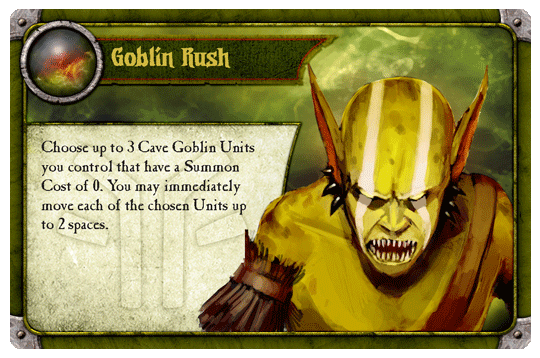 Goblin Rush
Choose up to 3 Cave Goblin Units
you control that have a Summon
Cost of 0. You may immediately
move each of the chosen Units up
to 2 spaces.